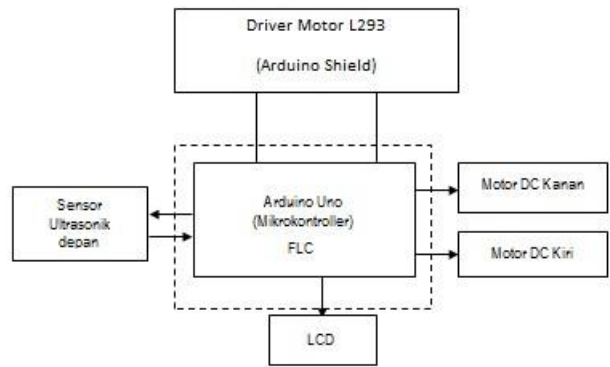 Driver Motor L293
(Arduino Shield)
Sensor
Ultrasonik
depan
Arduino Uno
(Mikrokontroller)
FLC
Motor DC Kanan
Motor DC Kiri
LCD